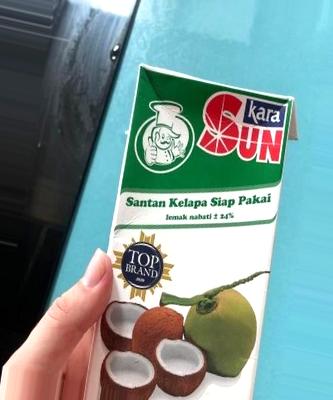 kara
SUN
Santan Kelapa Siap Pakai
lemak nabati ± 24%
TOP
BRAND